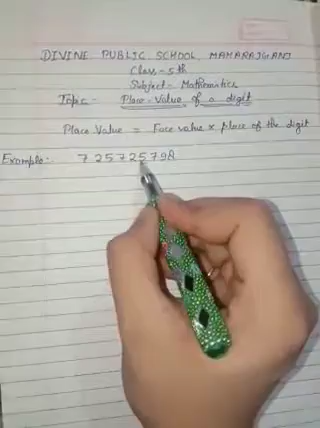 DIVINE PUBLIC SCHOOL MAHARAJGANJ
Class - 5th
Subject - Mathematics
Topic - Place-Value of a digit
Place Value = Face value × place of the digit
Example:- 725725798